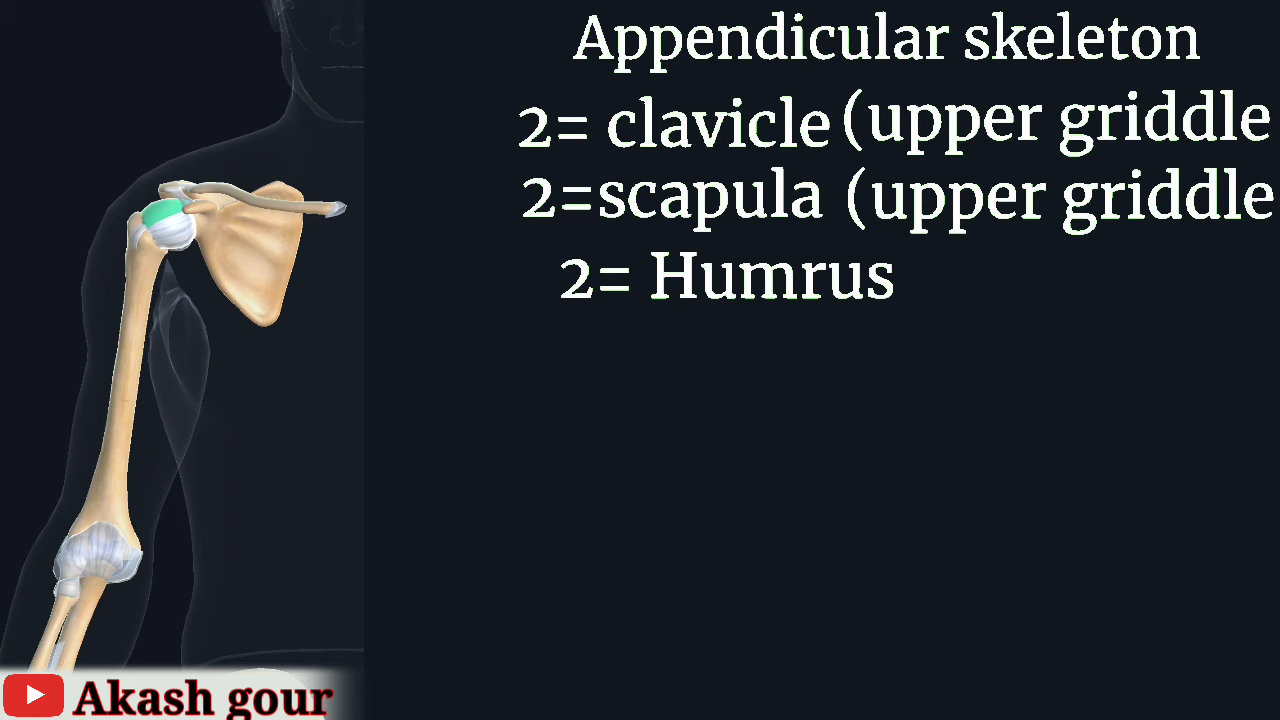 Appendicular skeleton
2= clavicle (upper griddle
2=scapula (upper griddle
2= Humrus
Akash gour